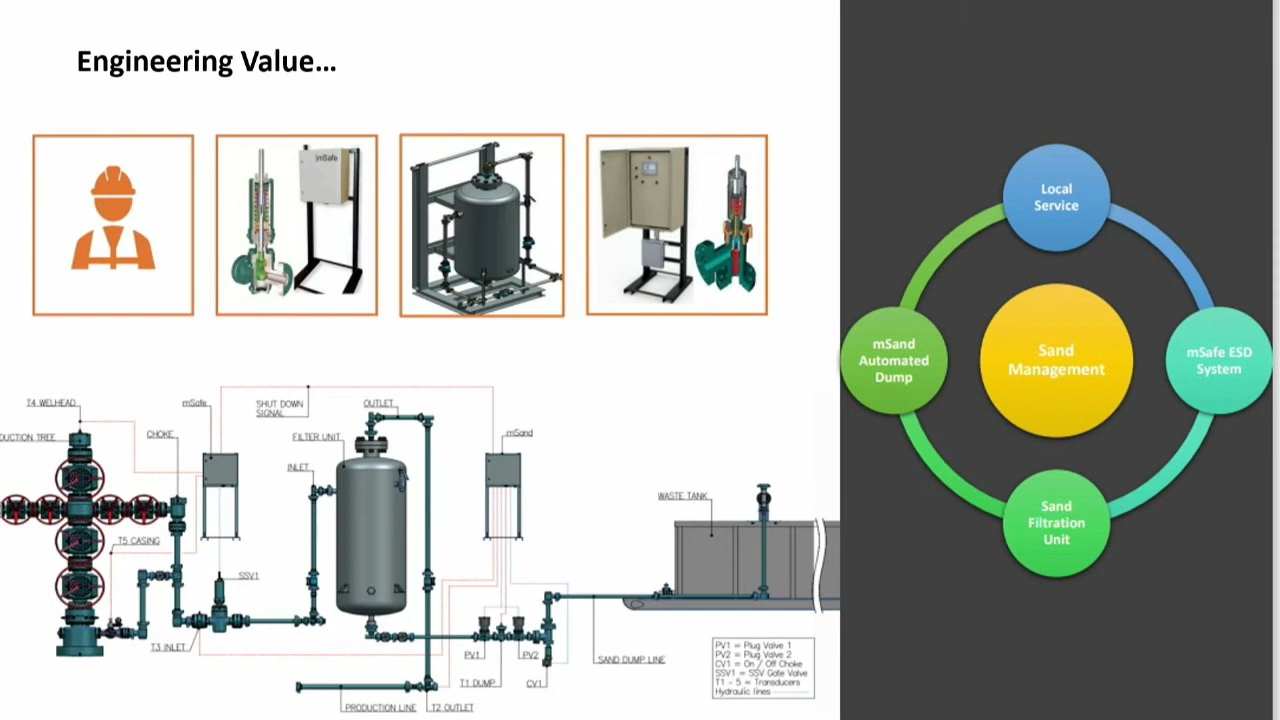 Engineering Value...
mSafe
Local
Service
mSand
Automated
Dump
Sand
Management
mSafe ESD
System
Sand
Filtration
Unit
T4 WELHEAD
DUCTION TREE
CHOKE
mSafe
SHUT DOWN
SIGNAL
OUTLET
FILTER UNIT
mSand
INLET
WASTE TANK
T5 CASING
SSV1
T3 INLET
PV1
PV2
T1 DUMP
CV1
SAND DUMP LINE
PRODUCTION LINE
T2 OUTLET
PV1 = Plug Valve 1
PV2 = Plug Valve 2
CV1 = On / Off Choke
SSV1 = SSV Gate Valve
T1 - 5 = Transducers
Hydraulic lines